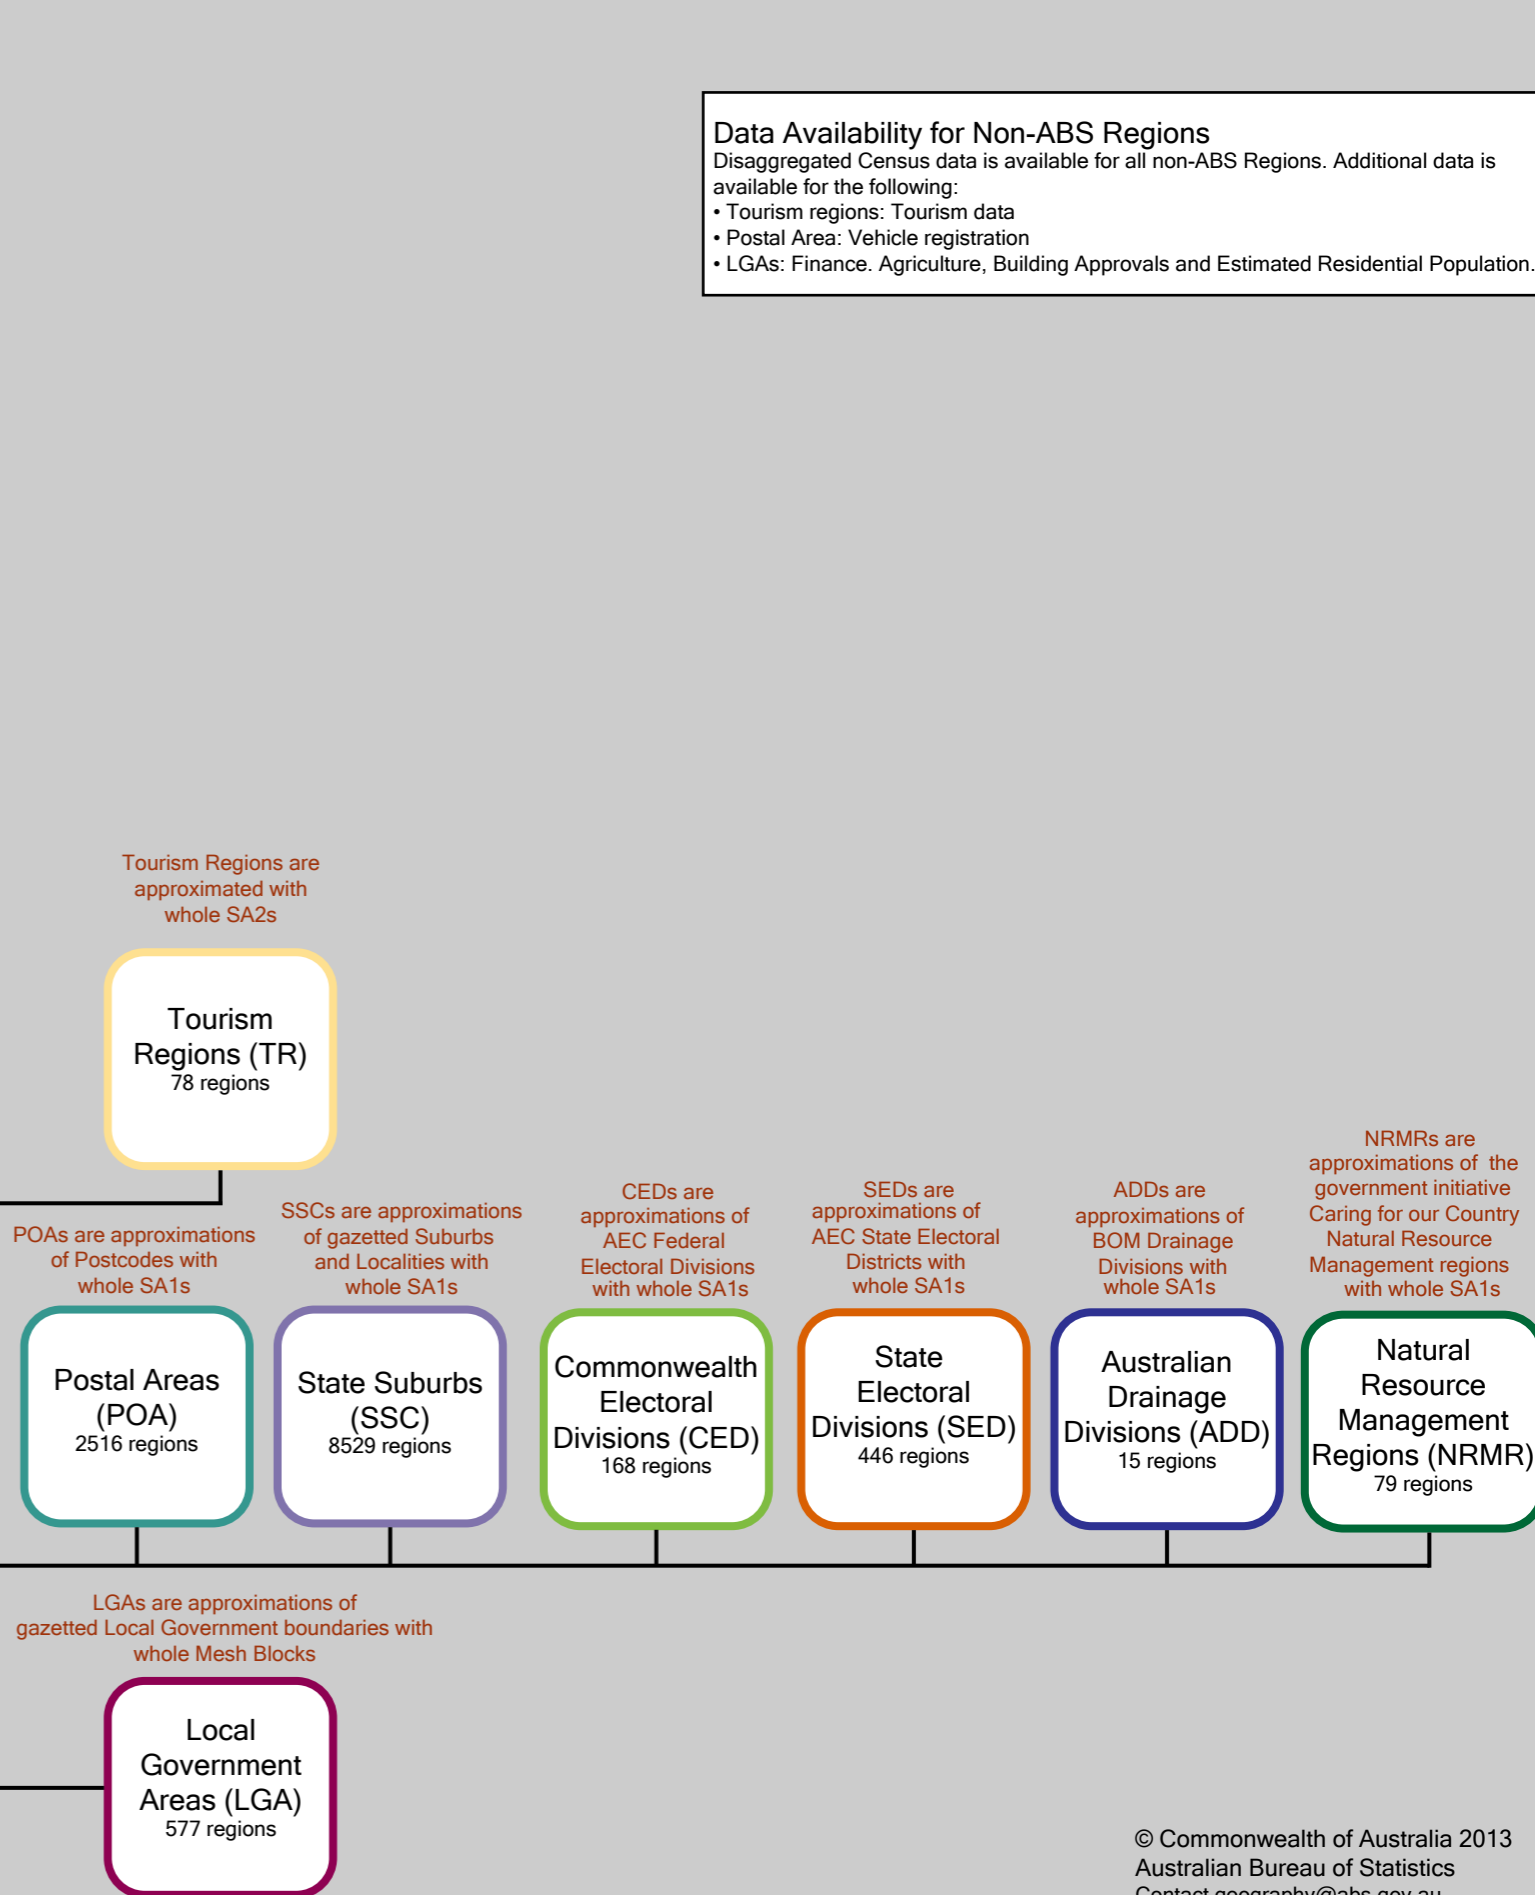 Data Availability for Non-ABS Regions
Disaggregated Census data is available for all non-ABS Regions. Additional data is
available for the following:
• Tourism regions: Tourism data
• Postal Area: Vehicle registration
• LGAs: Finance. Agriculture, Building Approvals and Estimated Residential Population.
Tourism Regions are
approximated with
whole SA2s
Tourism
Regions (TR)
78 regions
POAs are approximations
of Postcodes with
whole SA1s
Postal Areas
(POA)
2516 regions
SSCs are approximations
of gazetted Suburbs
and Localities with
whole SA1s
State Suburbs
(SSC)
8529 regions
CEDs are
approximations of
AEC Federal
Electoral Divisions
with whole SA1s
Commonwealth
Electoral
Divisions (CED)
168 regions
SEDs are
approximations of
AEC State Electoral
Districts with
whole SA1s
State
Electoral
Divisions (SED)
446 regions
ADDs are
approximations of
BOM Drainage
Divisions with
whole SA1s
Australian
Drainage
Divisions (ADD)
15 regions
NRMRs are
approximations of the
government initiative
Caring for our Country
Natural Resource
Management regions
with whole SA1s
Natural
Resource
Management
Regions (NRMR)
79 regions
LGAs are approximations of
gazetted Local Government boundaries with
whole Mesh Blocks
Local
Government
Areas (LGA)
577 regions
© Commonwealth of Australia 2013
Australian Bureau of Statistics
Contact geography@abs.gov.au